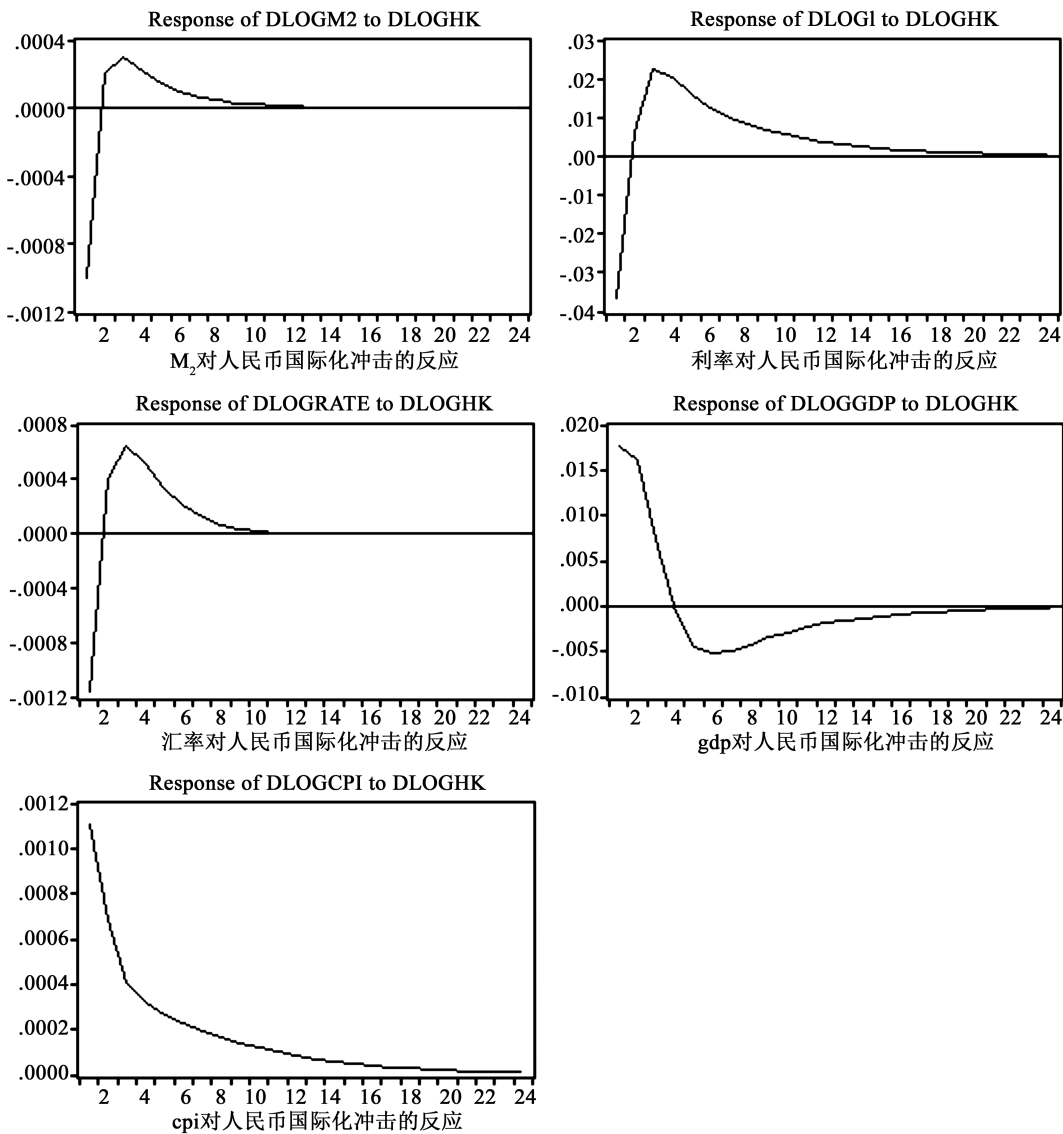 Response of DLOGM2 to DLOGHK
.0004
.0000
-.0004
-.0008
-.0012
2 4 6 8 10 12 14 16 18 20 22 24
M2对人民币国际化冲击的反应
Response of DLOGl to DLOGHK
.03
.02
.01
.00
-.01
-.02
-.03
-.04
2 4 6 8 10 12 14 16 18 20 22 24
利率对人民币国际化冲击的反应
Response of DLOGRATE to DLOGHK
.0008
.0004
.0000
-.0004
-.0008
-.0012
2 4 6 8 10 12 14 16 18 20 22 24
汇率对人民币国际化冲击的反应
Response of DLOGGDP to DLOGHK
.020
.015
.010
.005
.000
-.005
-.010
2 4 6 8 10 12 14 16 18 20 22 24
gdp对人民币国际化冲击的反应
Response of DLOGCPI to DLOGHK
.0012
.0010
.0008
.0006
.0004
.0002
.0000
2 4 6 8 10 12 14 16 18 20 22 24
cpi对人民币国际化冲击的反应